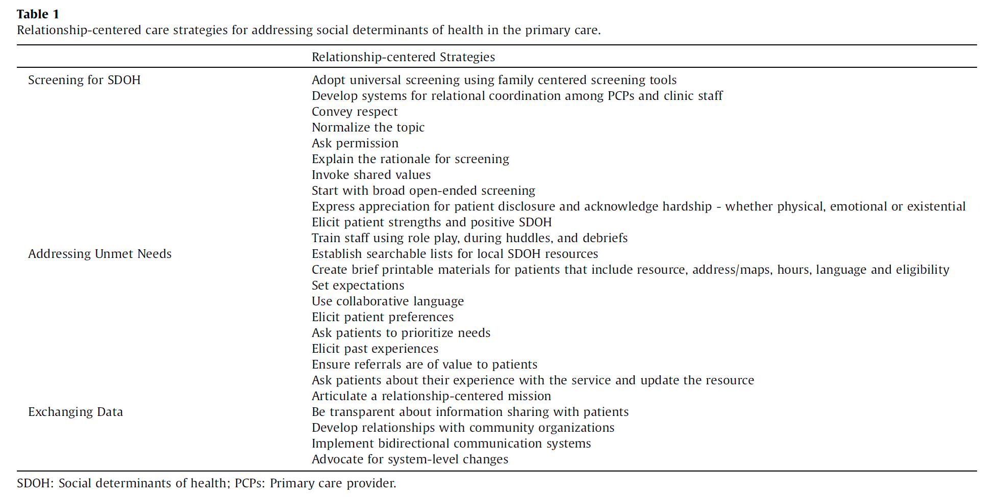 Table 1
Relationship-centered care strategies for addressing social determinants of health in the primary care.
Relationship-centered Strategies
Screening for SDOH Adopt universal screening using family centered screening tools
Develop systems for relational coordination among PCPs and clinic staff
Convey respect
Normalize the topic
Ask permission
Explain the rationale for screening
Invoke shared values
Start with broad open-ended screening
Express appreciation for patient disclosure and acknowledge hardship - whether physical, emotional or existential
Elicit patient strengths and positive SDOH
Train staff using role play, during huddles, and debriefs
Addressing Unmet Needs Establish searchable lists for local SDOH resources
Create brief printable materials for patients that include resource, address/maps, hours, language and eligibility
Set expectations
Use collaborative language
Elicit patient preferences
Ask patients to prioritize needs
Elicit past experiences
Ensure referrals are of value to patients
Ask patients about their experience with the service and update the resource
Articulate a relationship-centered mission
Exchanging Data Be transparent about information sharing with patients
Develop relationships with community organizations
Implement bidirectional communication systems
Advocate for system-level changes
SDOH: Social determinants of health; PCPs: Primary care provider.